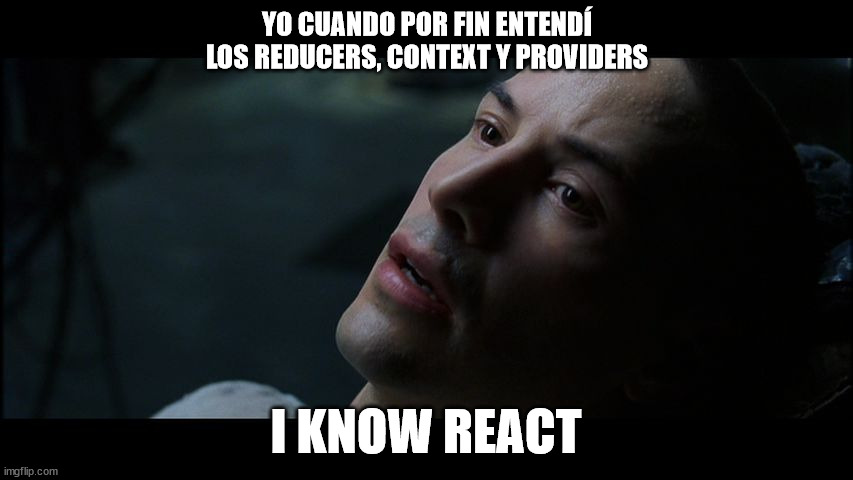 YO CUANDO POR FIN ENTENDÍ
LOS REDUCERS, CONTEXT Y PROVIDERS
I KNOW REACT
imgflip.com